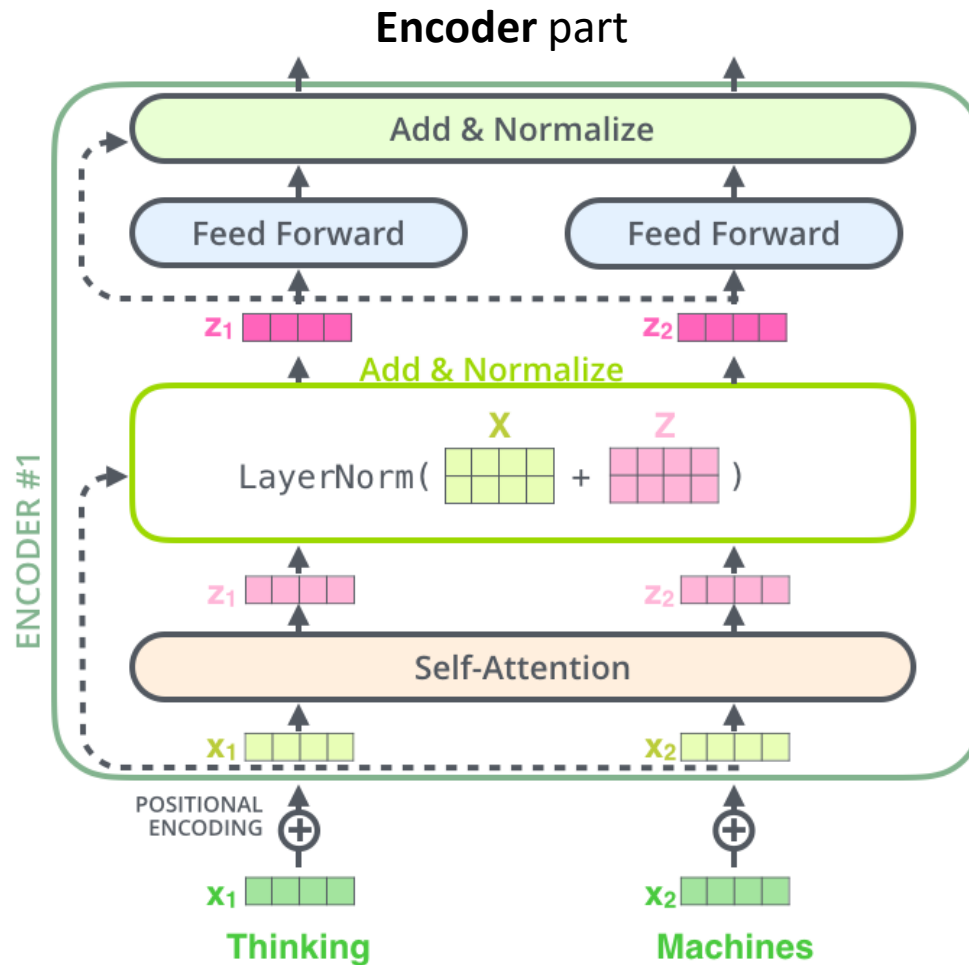 Encoder part
Add & Normalize
Feed Forward
Feed Forward
z₁
z₂
Add & Normalize
X
Z
LayerNorm(
+
)
ENCODER #1
z₁
z₂
Self-Attention
x₁
x₂
POSITIONAL
ENCODING
+
+
x₁
x₂
Thinking
Machines